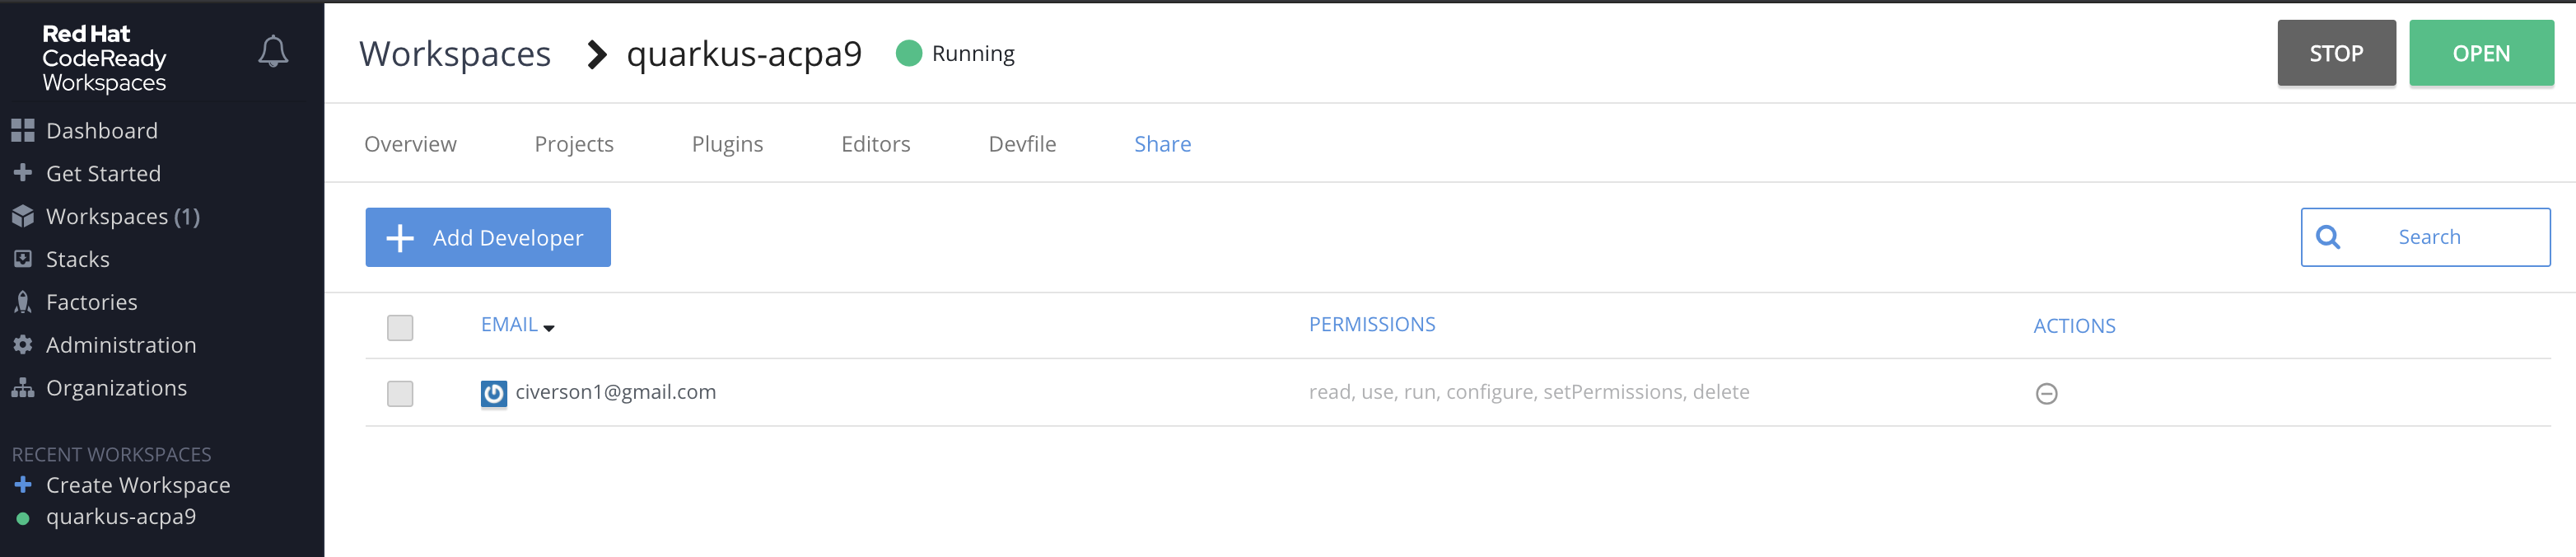 Red Hat
CodeReady
Workspaces
Dashboard
Get Started
Workspaces (1)
Stacks
Factories
Administration
Organizations
RECENT WORKSPACES
Create Workspace
quarkus-acpa9
Workspaces quarkus-acpa9 Running
STOP OPEN
Overview Projects Plugins Editors Devfile Share
Add Developer Search
EMAIL PERMISSIONS ACTIONS
civerson1@gmail.com read, use, run, configure, setPermissions, delete